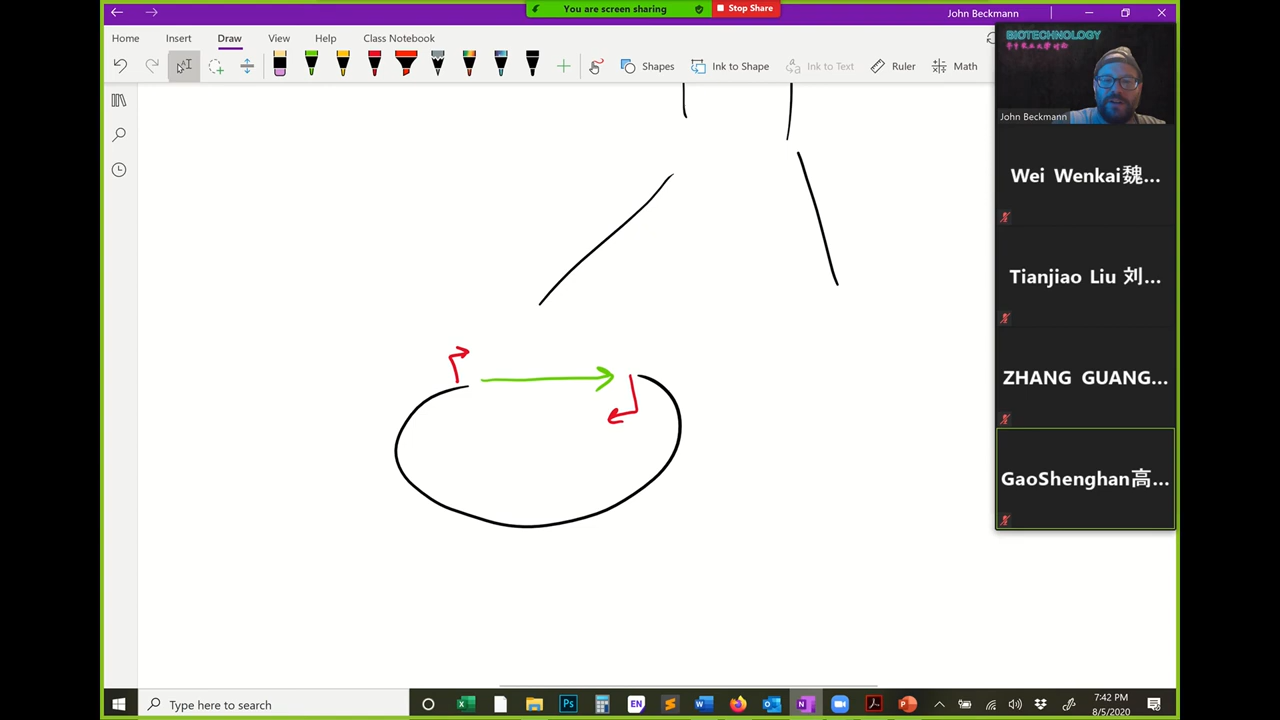 You are screen sharing
Stop Share
John Beckmann
Home
Insert
Draw
View
Help
Class Notebook
Shapes
Ink to Shape
Ink to Text
Ruler
Math
BIOTECHNOLOGY
John Beckmann
Wei Wenkai魏...
Tianjiao Liu 刘...
ZHANG GUANG...
GaoShenghan高...
Type here to search
EN
7:42 PM
8/5/2020